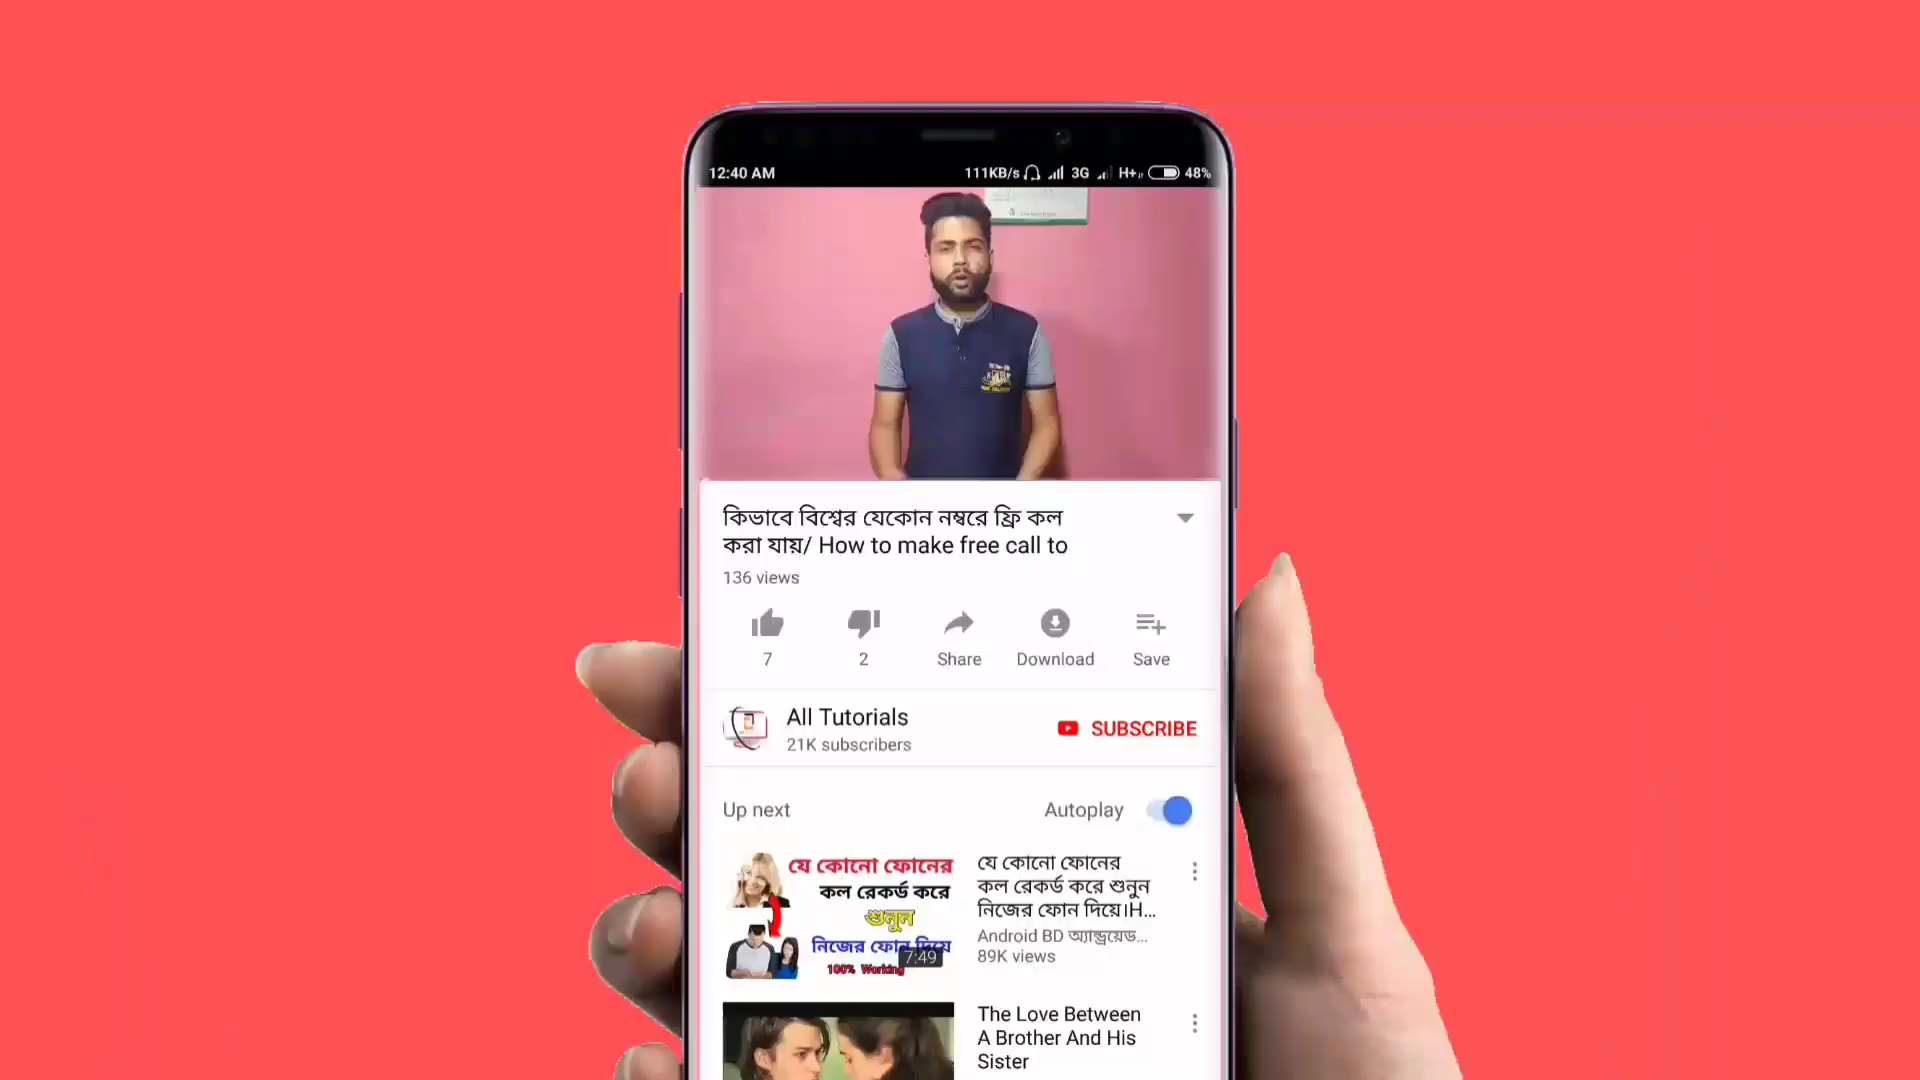 12:40 AM 111KB/s 3G H+ 48%
কিভাবে বিশ্বের যেকোন নম্বরে ফ্রি কল
করা যায়/ How to make free call to
136 views
7 2 Share Download Save
All Tutorials
21K subscribers
SUBSCRIBE
Up next Autoplay
যে কোনো ফোনের
কল রেকর্ড করে
শুনুন
নিজের ফোন দিয়ে
7:49
100% Working
যে কোনো ফোনের
কল রেকর্ড করে শুনুন
নিজের ফোন দিয়ে।H...
Android BD অ্যান্ড্রয়েড...
89K views
The Love Between
A Brother And His
Sister